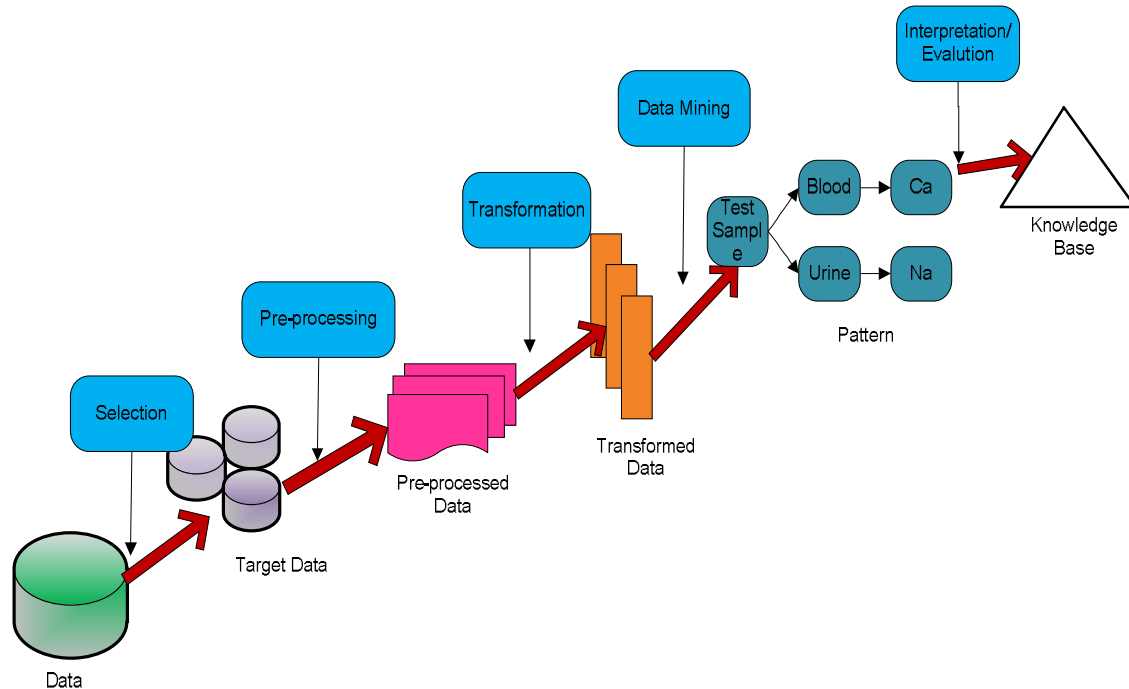 Interpretation/
Evalution
Data Mining
Transformation
Pre-processing
Selection
Test
Sampl
e
Blood
Ca
Urine
Na
Pattern
Knowledge
Base
Transformed
Data
Pre-processed
Data
Target Data
Data